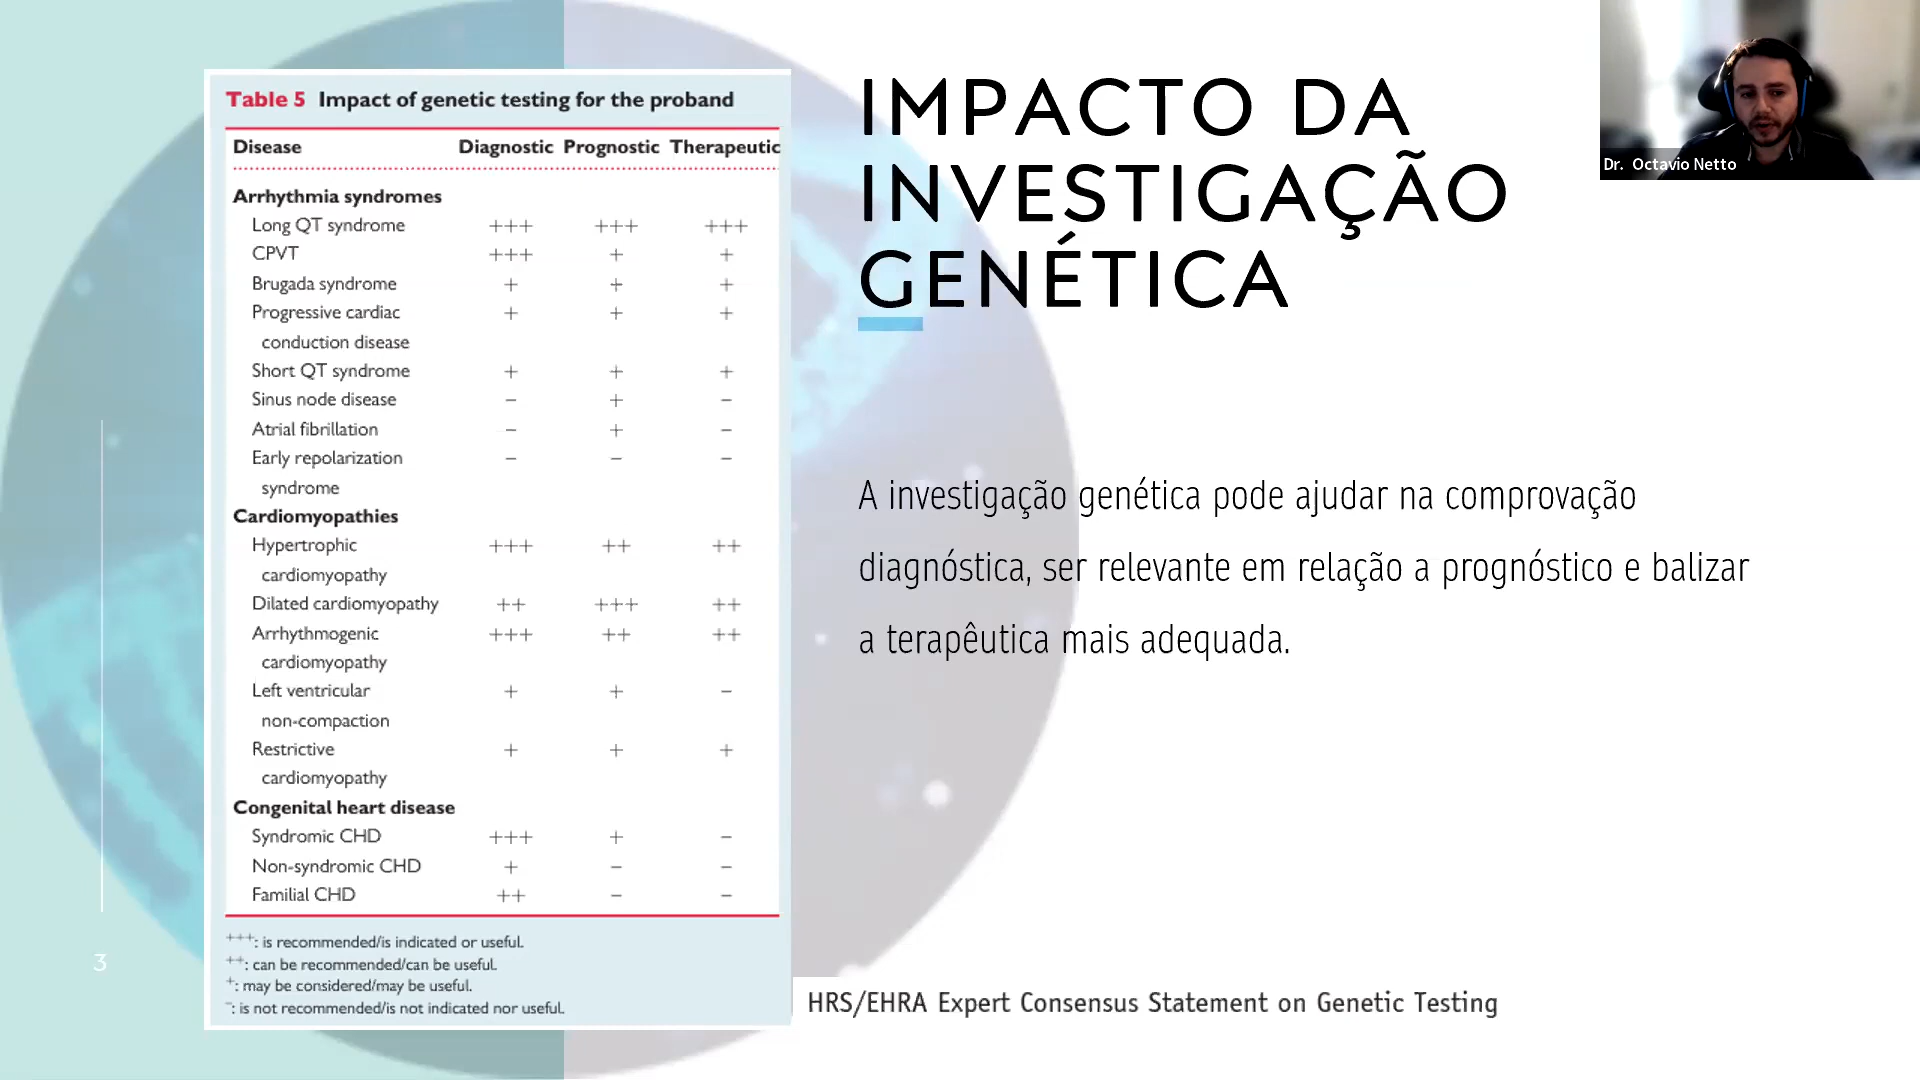 Table 5 Impact of genetic testing for the proband
Disease Diagnostic Prognostic Therapeutic
Arrhythmia syndromes
Long QT syndrome +++ +++ +++
CPVT +++ + +
Brugada syndrome + + +
Progressive cardiac + + +
conduction disease
Short QT syndrome + + +
Sinus node disease – + –
Atrial fibrillation – + –
Early repolarization – – –
syndrome
Cardiomyopathies
Hypertrophic +++ ++ ++
cardiomyopathy
Dilated cardiomyopathy ++ +++ ++
Arrhythmogenic +++ ++ ++
cardiomyopathy
Left ventricular + + –
non-compaction
Restrictive + + +
cardiomyopathy
Congenital heart disease
Syndromic CHD +++ + –
Non-syndromic CHD + – –
Familial CHD ++ – –
+++: is recommended/is indicated or useful.
++: can be recommended/can be useful.
+: may be considered/may be useful.
–: is not recommended/is not indicated nor useful.
IMPACTO DA
INVESTIGAÇÃO
GENÉTICA
A investigação genética pode ajudar na comprovação
diagnóstica, ser relevante em relação a prognóstico e balizar
a terapêutica mais adequada.
HRS/EHRA Expert Consensus Statement on Genetic Testing
Dr. Octavio Netto
3